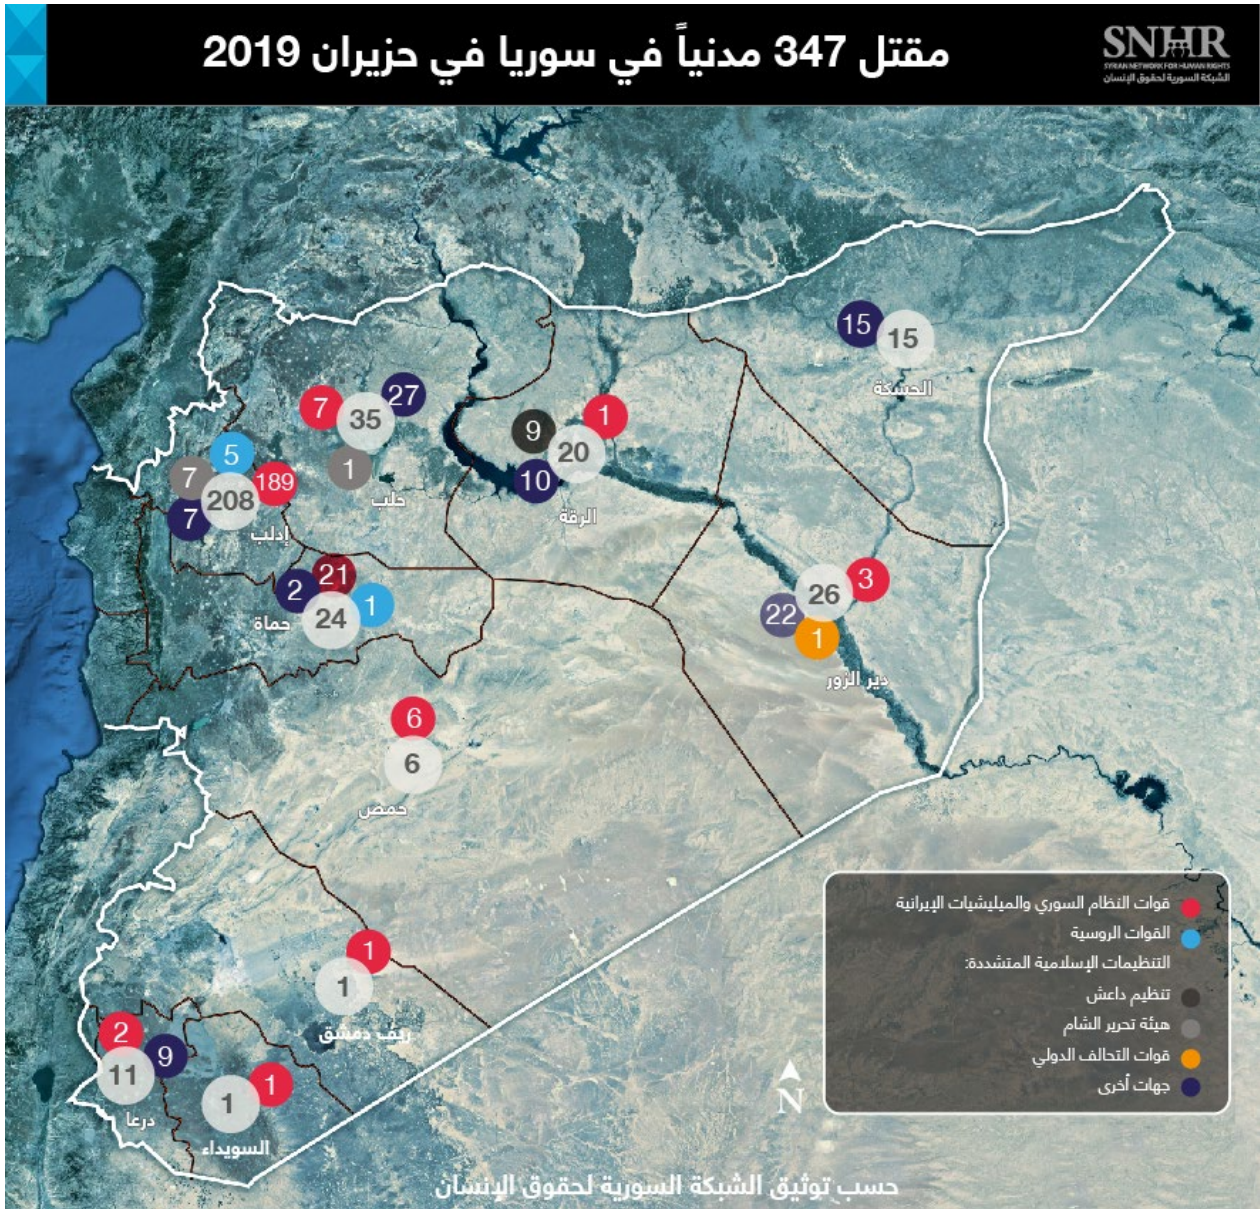 مقتل 347 مدنياً في سوريا في حزيران 2019
SNHR
SYRIAN NETWORK FOR HUMAN RIGHTS
الشبكة السورية لحقوق الإنسان
15
15
الحسكة
7
27
35
1
حلب
9
1
20
10
الرقة
5
7
189
208
7
إدلب
2
21
1
24
حماة
3
26
22
1
دير الزور
6
6
حمص
1
1
ريف دمشق
2
9
11
درعا
1
1
السويداء
قوات النظام السوري والميليشيات الإيرانية
القوات الروسية
التنظيمات الإسلامية المتشددة:
تنظيم داعش
هيئة تحرير الشام
قوات التحالف الدولي
جهات أخرى
N
حسب توثيق الشبكة السورية لحقوق الإنسان